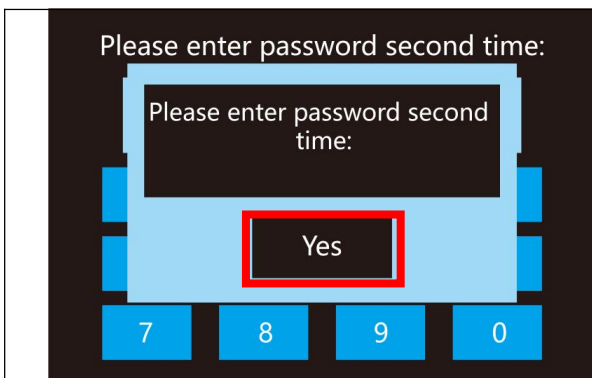 Please enter password second time:
Please enter password second
time:
Yes
7 8 9 0